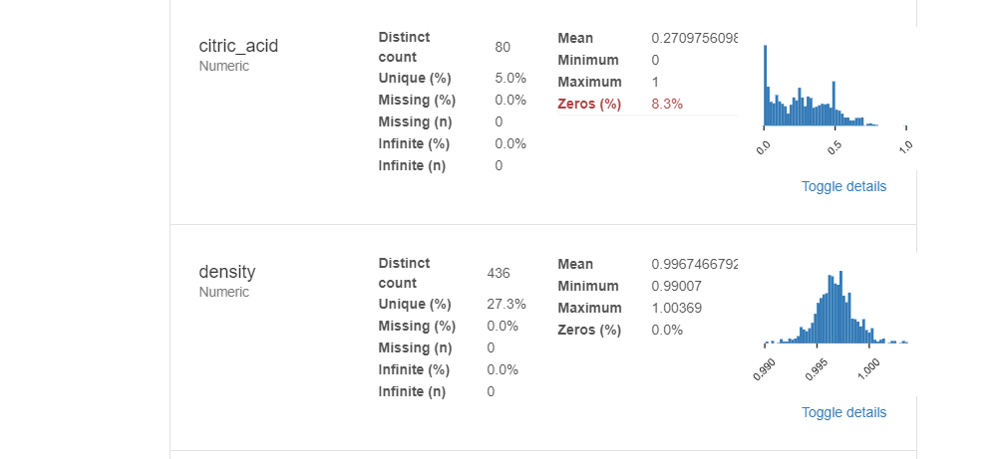 citric_acid
Numeric
Distinct count 80
Unique (%) 5.0%
Missing (%) 0.0%
Missing (n) 0
Infinite (%) 0.0%
Infinite (n) 0
Mean 0.2709756098
Minimum 0
Maximum 1
Zeros (%) 8.3%
0.0 0.5 1.0
Toggle details
density
Numeric
Distinct count 436
Unique (%) 27.3%
Missing (%) 0.0%
Missing (n) 0
Infinite (%) 0.0%
Infinite (n) 0
Mean 0.9967466792
Minimum 0.99007
Maximum 1.00369
Zeros (%) 0.0%
0.990 0.995 1.000
Toggle details